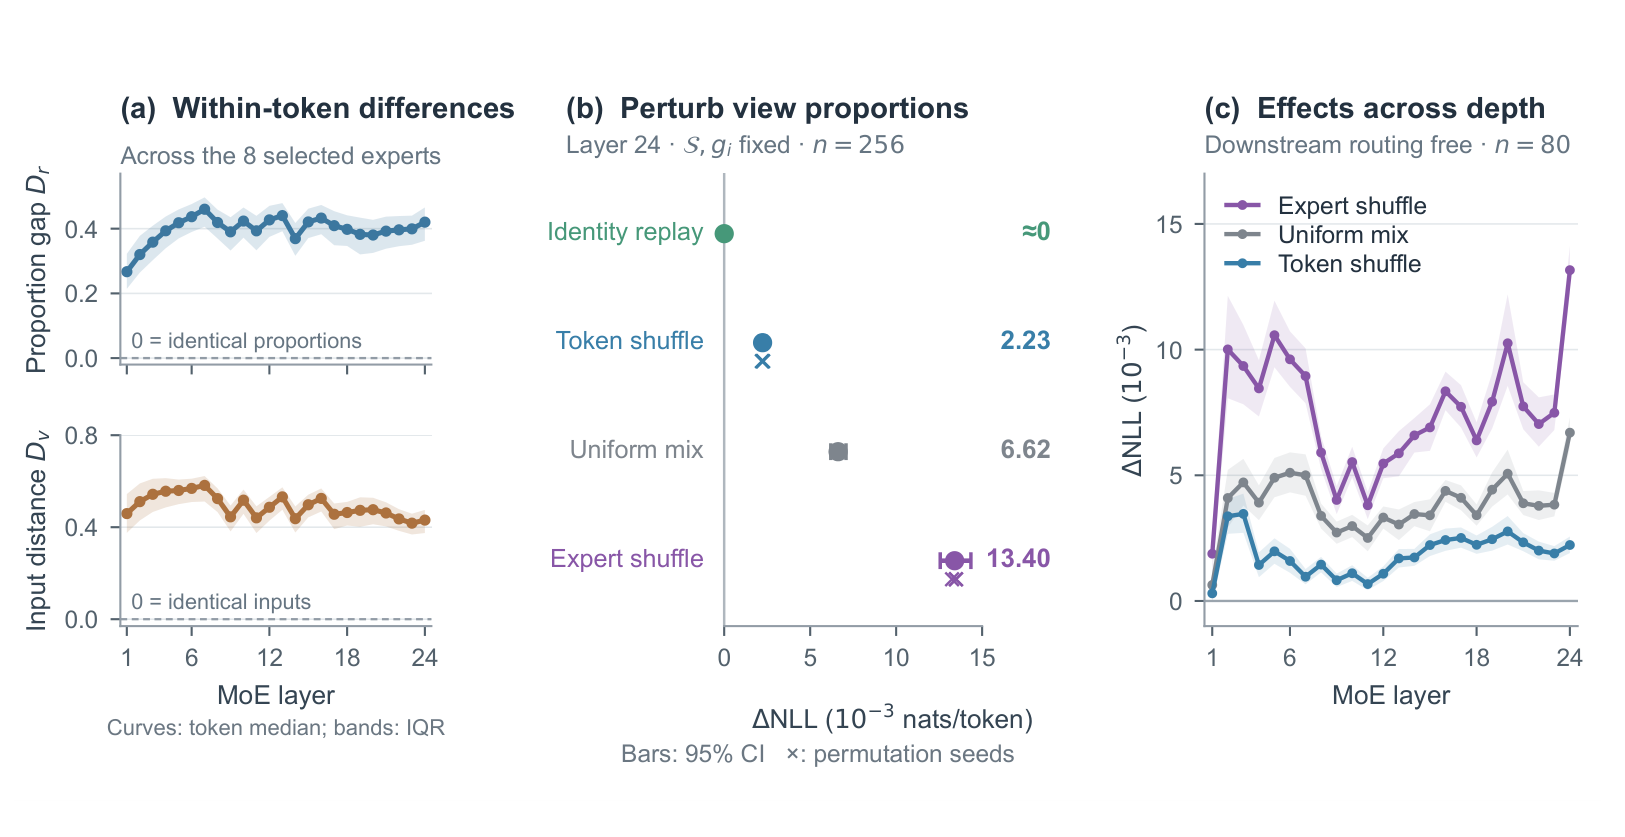 (a) Within-token differences
Across the 8 selected experts
Proportion gap Dᵣ
0.4
0.2
0.0
0 = identical proportions
Input distance Dᵥ
0.8
0.4
0.0
0 = identical inputs
1 6 12 18 24
MoE layer
Curves: token median; bands: IQR
(b) Perturb view proportions
Layer 24 · 𝒮, gᵢ fixed · n = 256
Identity replay ≈0
Token shuffle 2.23
Uniform mix 6.62
Expert shuffle 13.40
0 5 10 15
ΔNLL (10⁻³ nats/token)
Bars: 95% CI ×: permutation seeds
(c) Effects across depth
Downstream routing free · n = 80
Expert shuffle
Uniform mix
Token shuffle
ΔNLL (10⁻³)
15
10
5
0
1 6 12 18 24
MoE layer